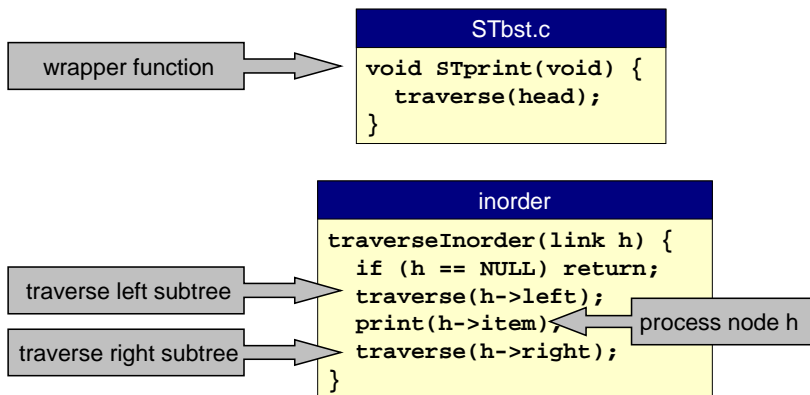 STbst.c
wrapper function
void STprint(void) {
traverse(head);
}
inorder
traverseInorder(link h) {
if (h == NULL) return;
traverse left subtree
traverse(h->left);
print(h->item);
process node h
traverse right subtree
traverse(h->right);
}